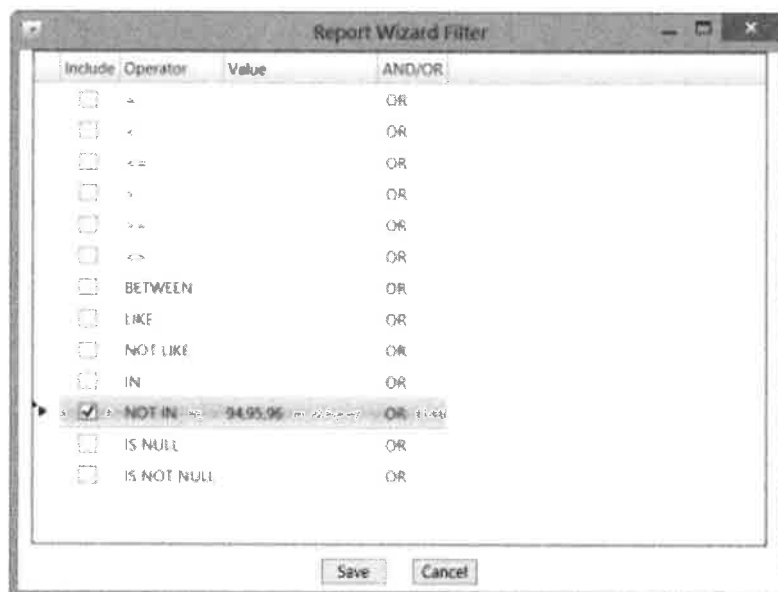 Report Wizard Filter
Include Operator Value AND/OR
= OR
< OR
<= OR
> OR
>= OR
<> OR
BETWEEN OR
LIKE OR
NOT LIKE OR
IN OR
NOT IN 94,95,96 OR
IS NULL OR
IS NOT NULL OR
Save Cancel